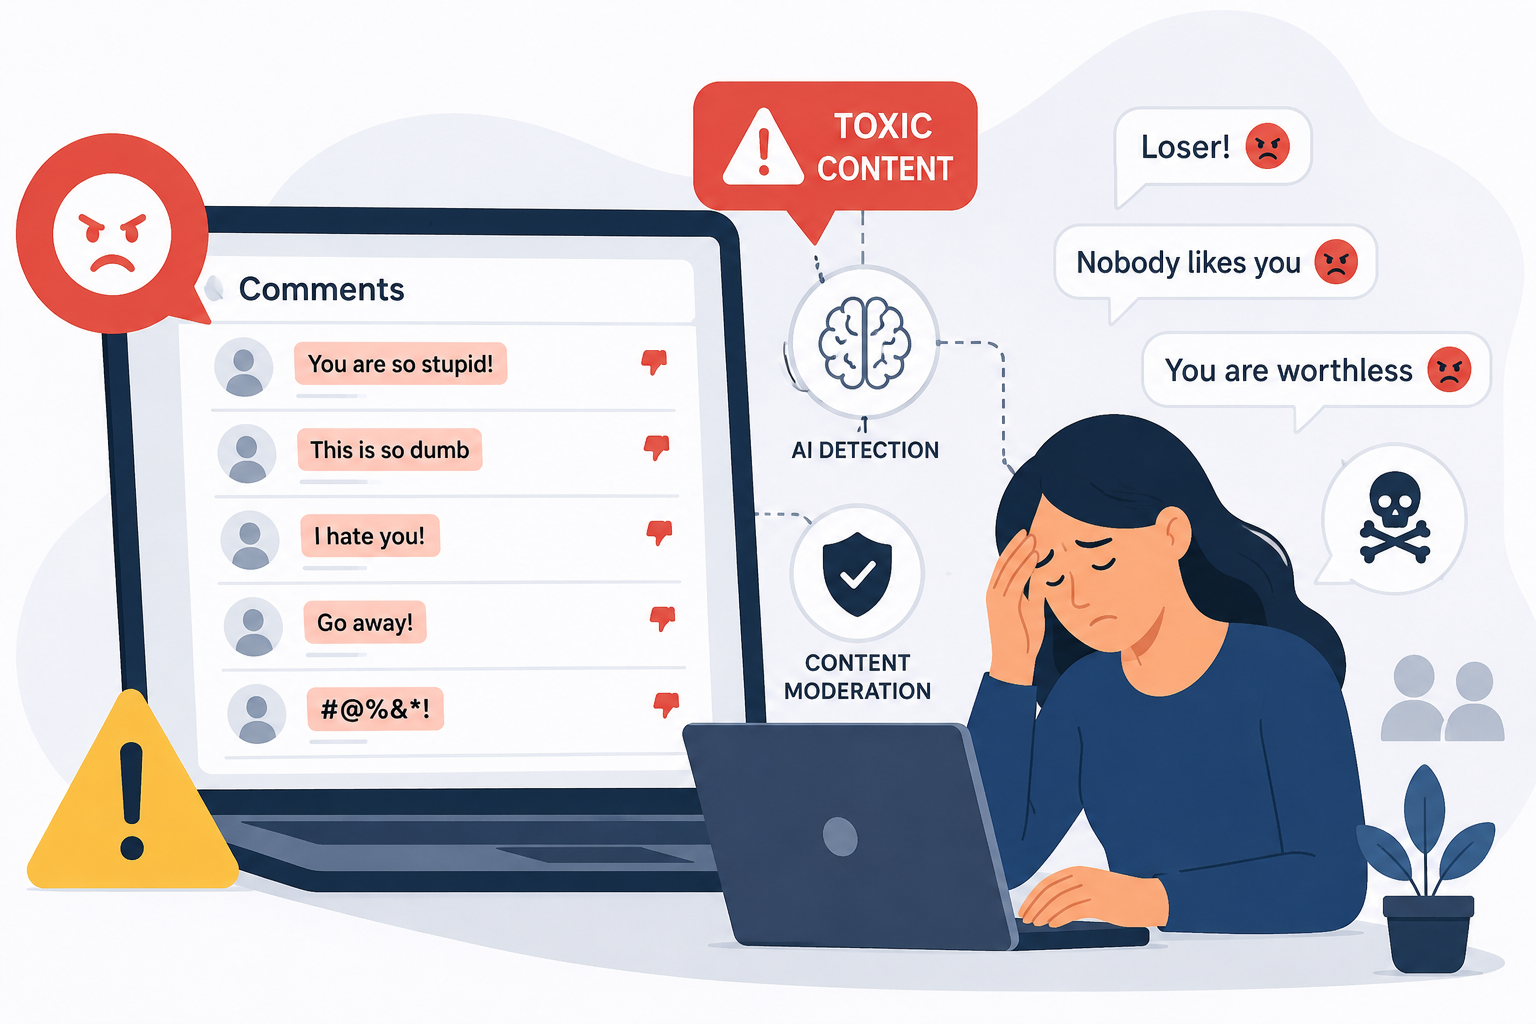 TOXIC
CONTENT
Comments
You are so stupid!
This is so dumb
I hate you!
Go away!
#@%&*!
AI DETECTION
CONTENT
MODERATION
Loser!
Nobody likes you
You are worthless